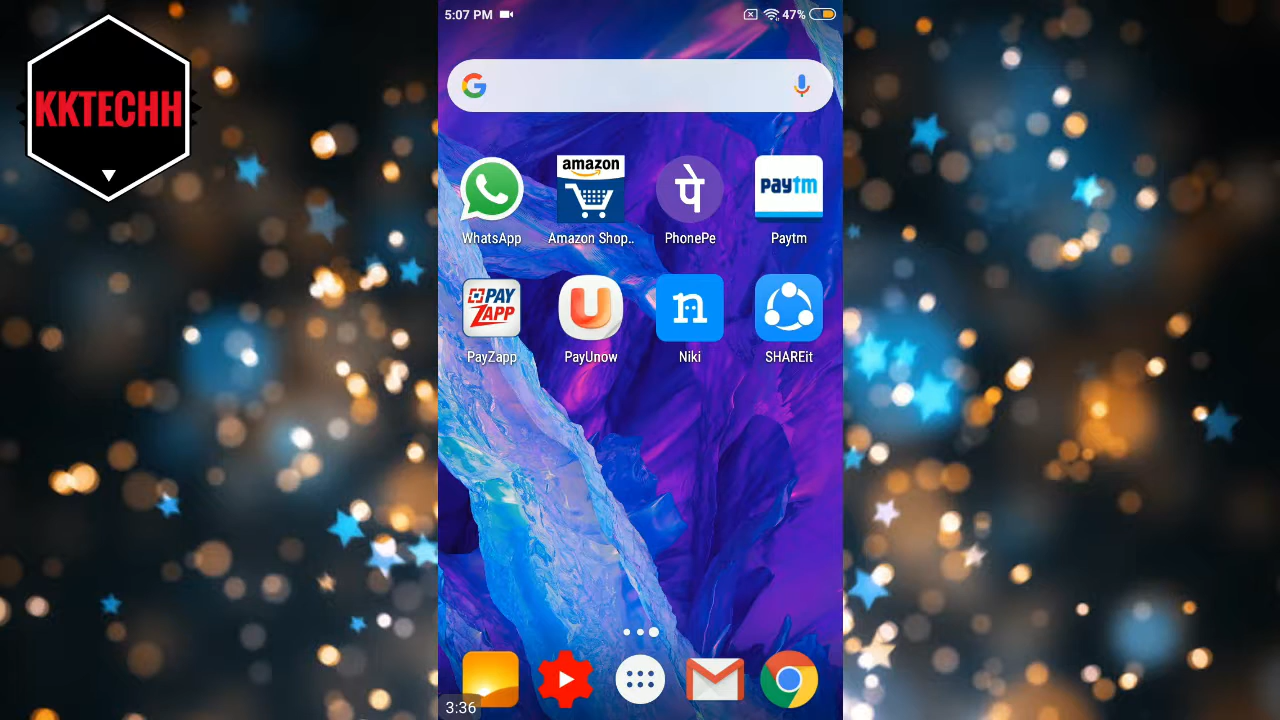 KKTECHH
5:07 PM
47%
G
amazon
पे
paytm
WhatsApp
Amazon Shop..
PhonePe
Paytm
PAY
ZAPP
U
n
PayZapp
PayUnow
Niki
SHAREit
3:36